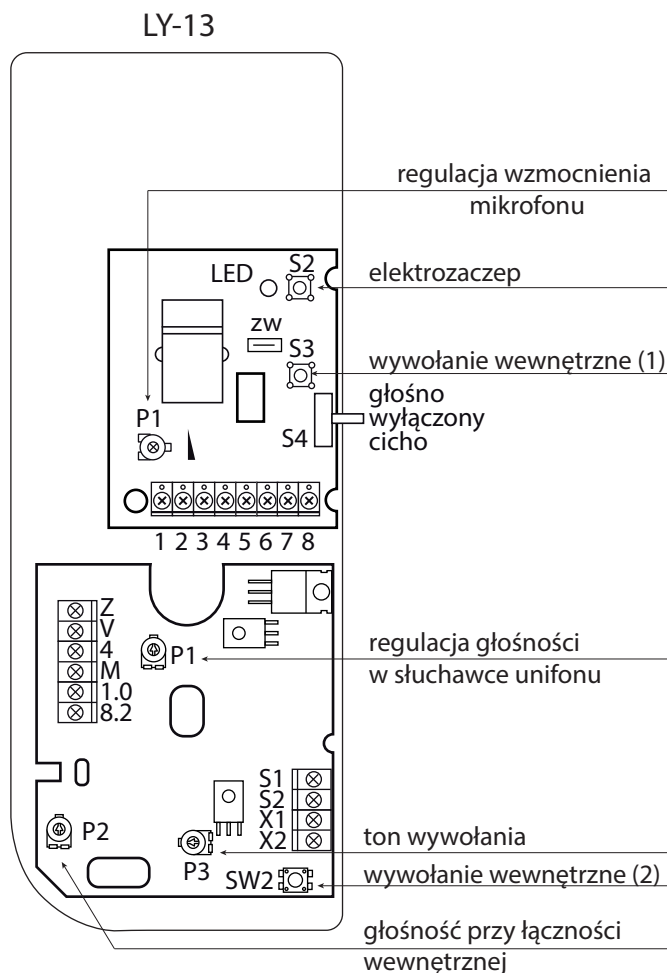 LY-13
regulacja wzmocnienia
mikrofonu
LED
S2
elektrozaczep
zw
S3
wywołanie wewnętrzne (1)
głośno
wyłączony
cicho
P1
S4
1 2 3 4 5 6 7 8
Z
V
4
M
1.0
8.2
P1
regulacja głośności
w słuchawce unifonu
S1
S2
X1
X2
P2
P3
ton wywołania
SW2
wywołanie wewnętrzne (2)
głośność przy łączności
wewnętrznej